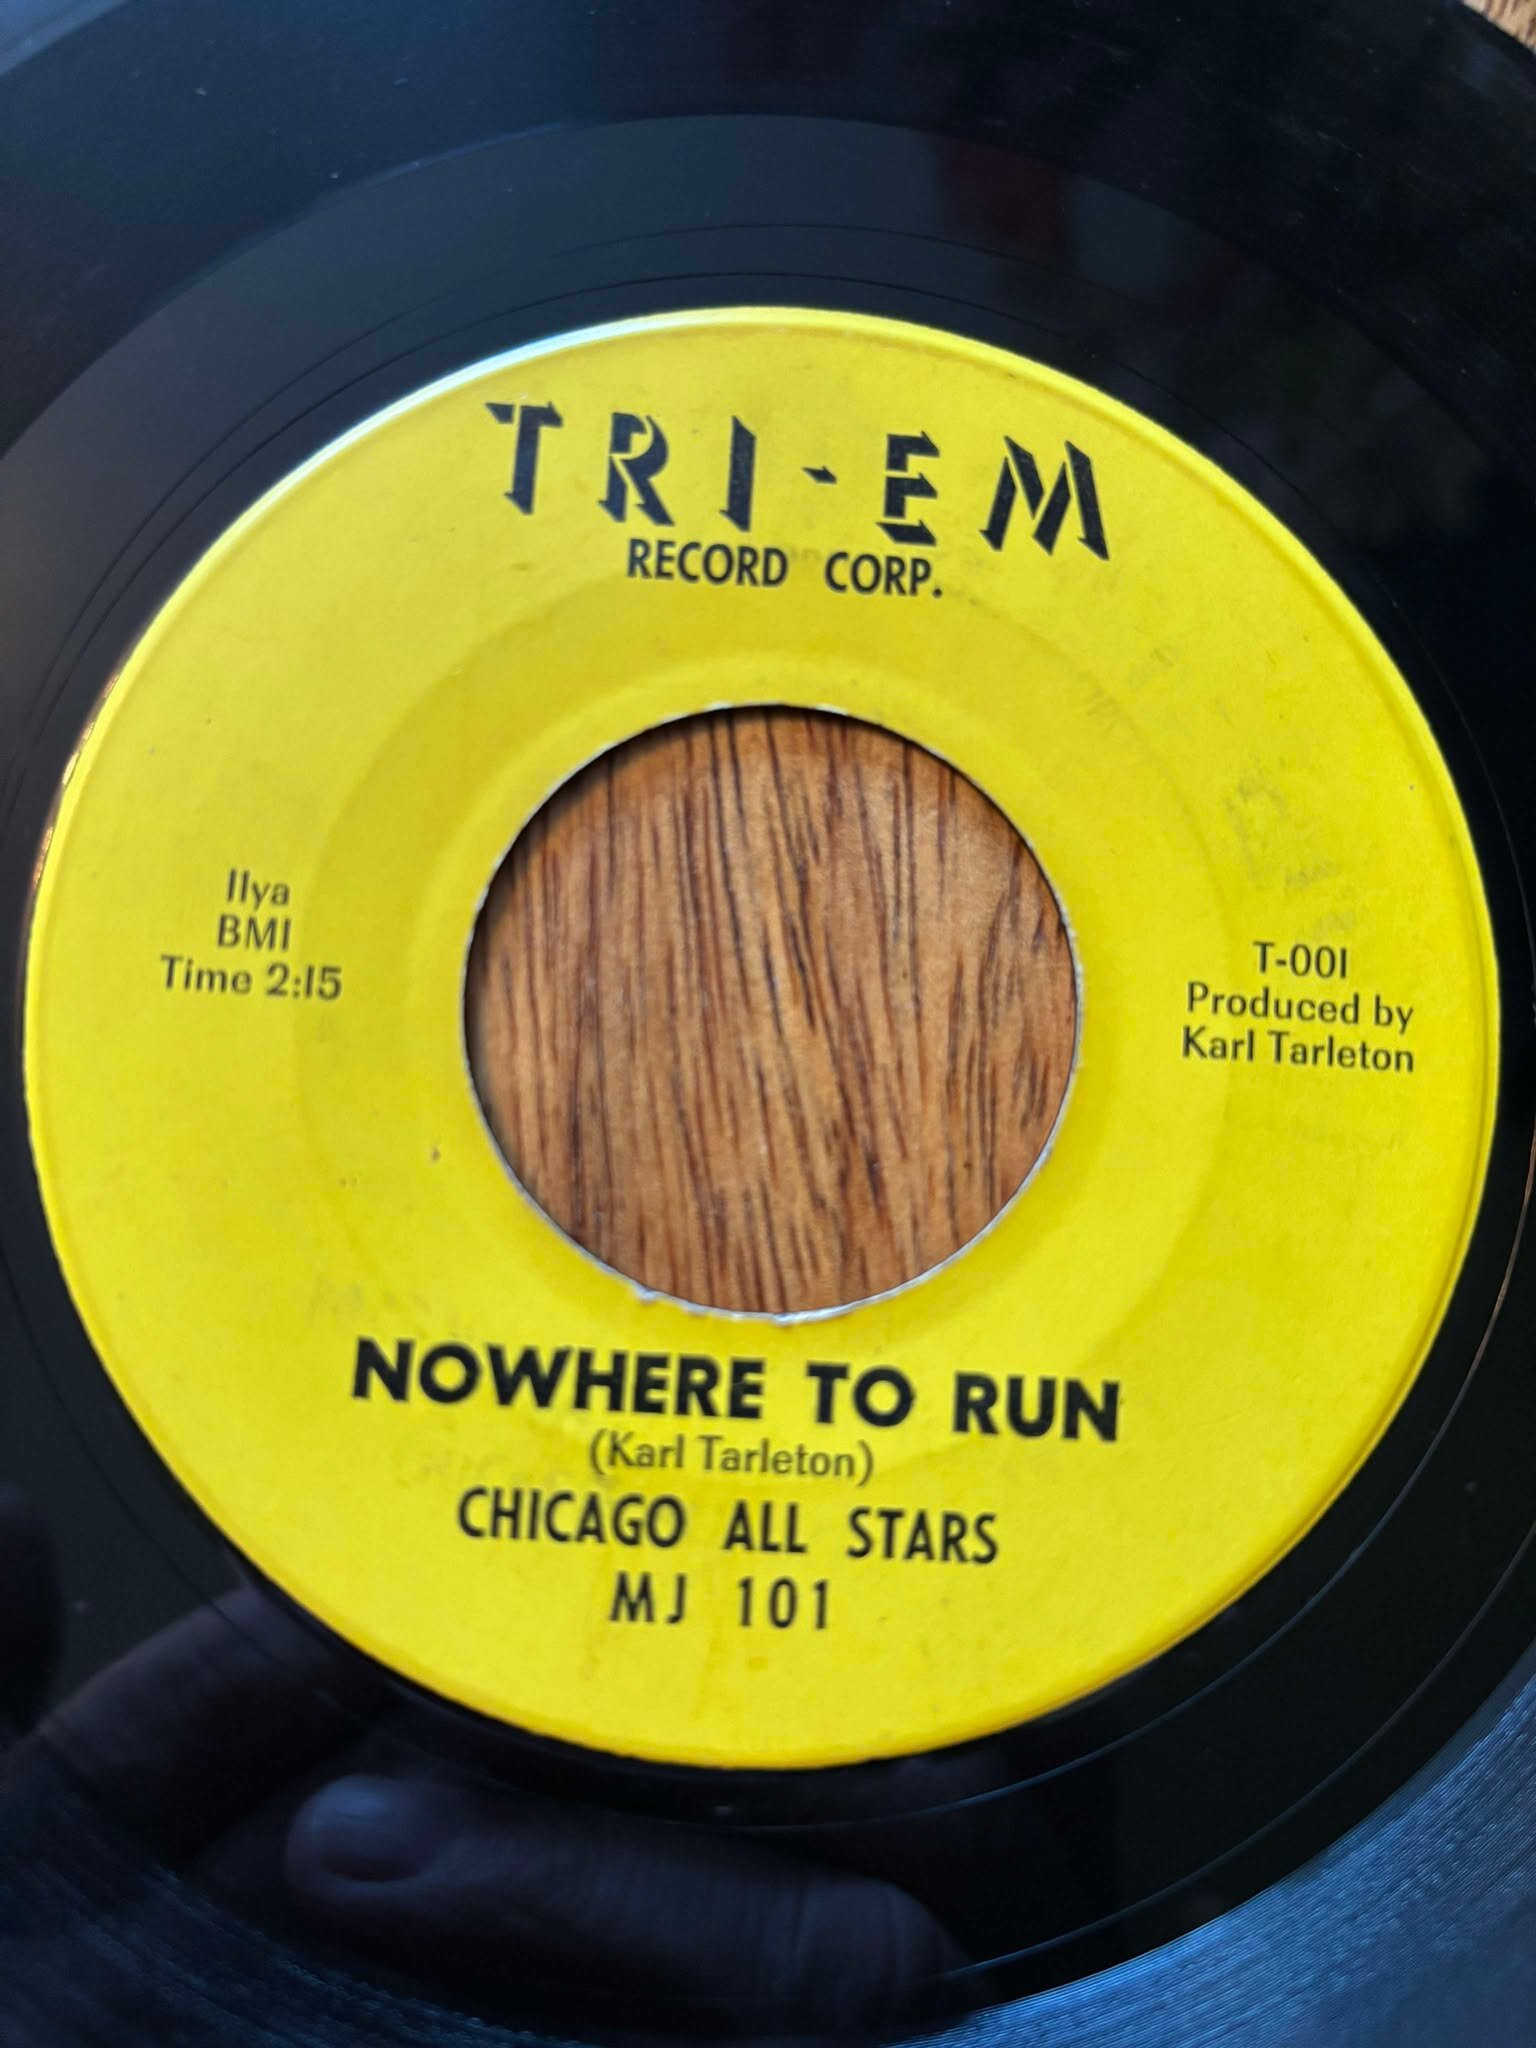 TRI-EM
RECORD CORP.
Ilya
BMI
Time 2:15
T-001
Produced by
Karl Tarleton
NOWHERE TO RUN
(Karl Tarleton)
CHICAGO ALL STARS
MJ 101